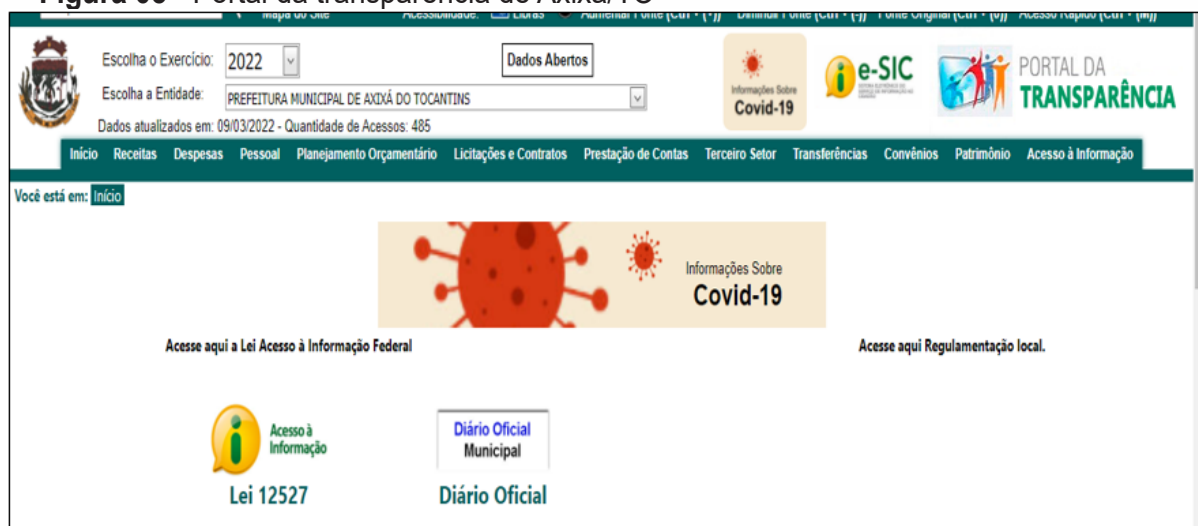 Figura 03 - Portal da transparência de Axixá/TO
Mapa do Site Acessibilidade: Libras Aumentar Fonte (Ctrl + (+)) Diminuir Fonte (Ctrl + (-)) Fonte Original (Ctrl + (0)) Acesso Rápido (Ctrl + (M))
Escolha o Exercício: 2022 Dados Abertos
Escolha a Entidade: PREFEITURA MUNICIPAL DE AXIXÁ DO TOCANTINS
Dados atualizados em: 09/03/2022 - Quantidade de Acessos: 485
Informações Sobre
Covid-19
e-SIC
PORTAL DA
TRANSPARÊNCIA
Início Receitas Despesas Pessoal Planejamento Orçamentário Licitações e Contratos Prestação de Contas Terceiro Setor Transferências Convênios Patrimônio Acesso à Informação
Você está em: Início
Informações Sobre
Covid-19
Acesse aqui a Lei Acesso à Informação Federal Acesse aqui Regulamentação local.
Acesso à
Informação
Diário Oficial
Municipal
Lei 12527 Diário Oficial